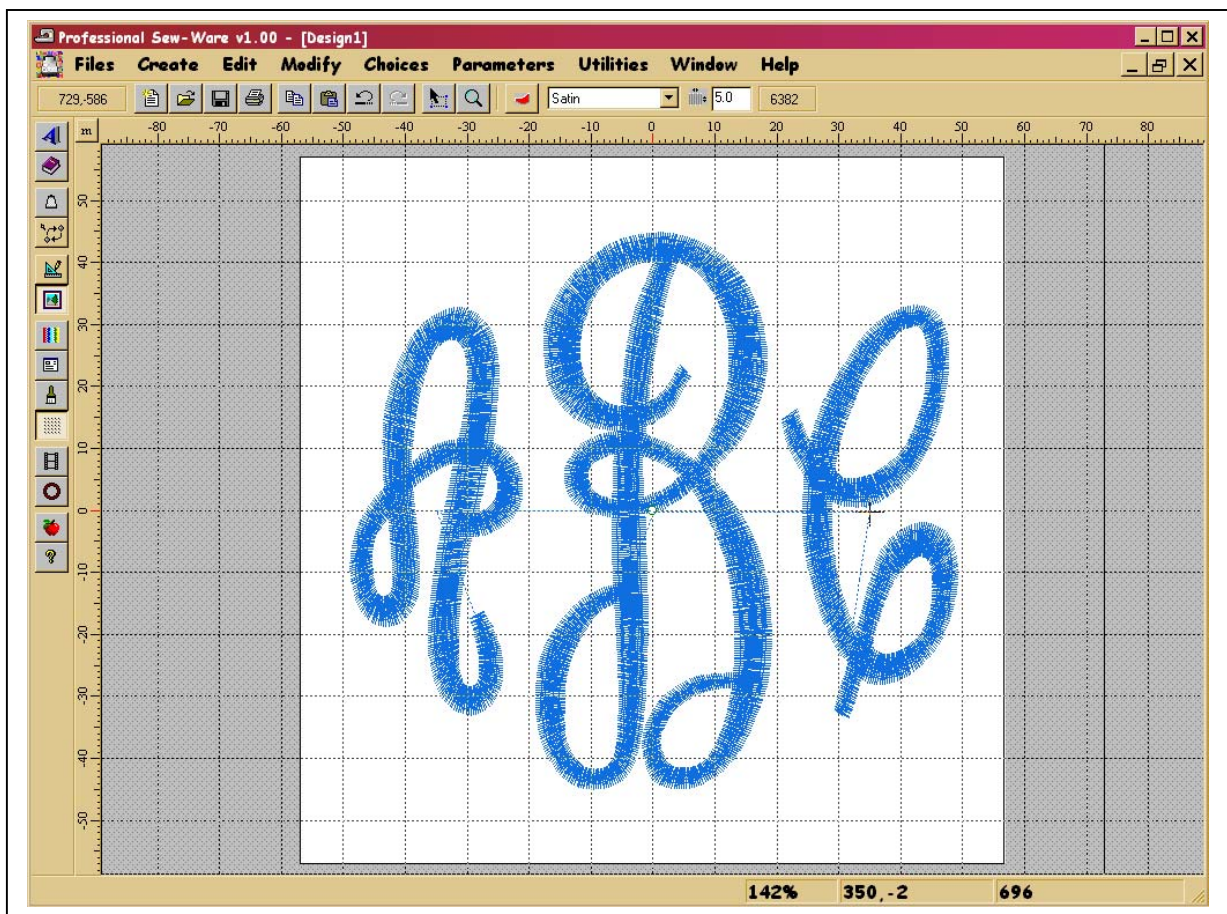 Professional Sew-Ware v1.00 - [Design1]
Files Create Edit Modify Choices Parameters Utilities Window Help
729,-586 Satin 5.0 6382
m -80 -70 -60 -50 -40 -30 -20 -10 0 10 20 30 40 50 60 70 80
50
40
30
20
10
0
-10
-20
-30
-40
-50
A B C
142% 350,-2 696